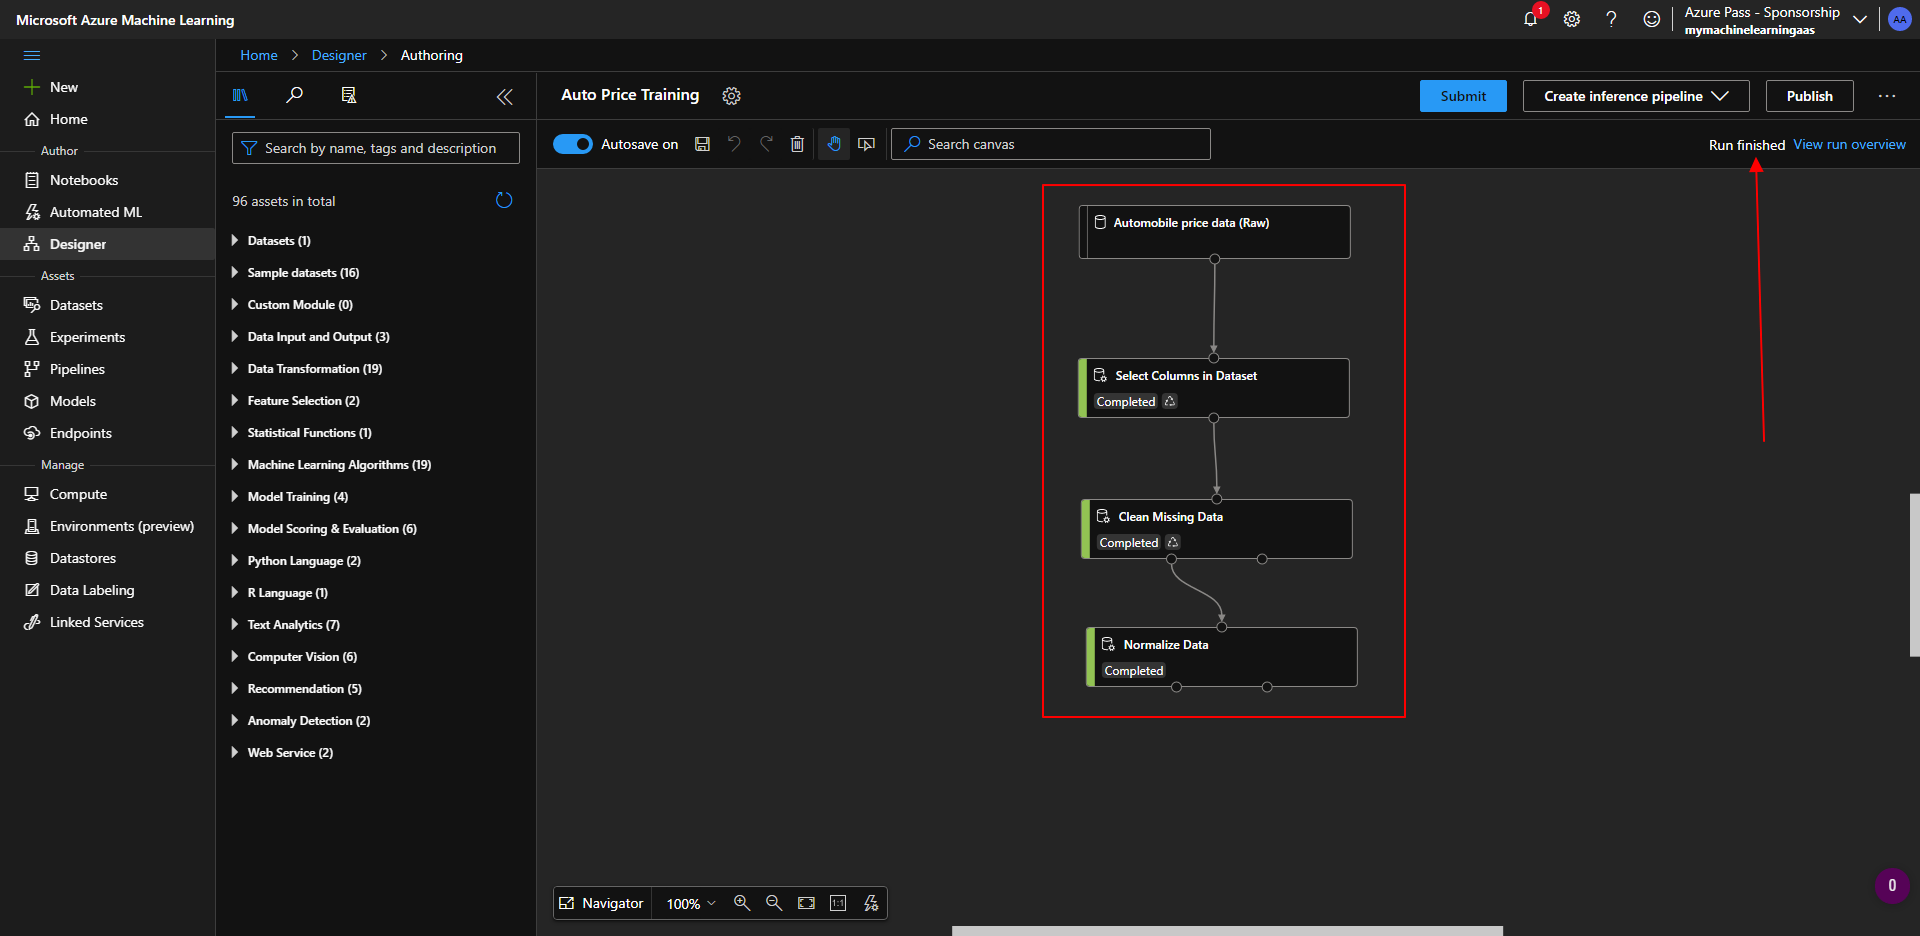 Microsoft Azure Machine Learning
1
Azure Pass - Sponsorship
mymachinelearningaas
AA
New
Home
Author
Notebooks
Automated ML
Designer
Assets
Datasets
Experiments
Pipelines
Models
Endpoints
Manage
Compute
Environments (preview)
Datastores
Data Labeling
Linked Services
Home > Designer > Authoring
Search by name, tags and description
96 assets in total
Datasets (1)
Sample datasets (16)
Custom Module (0)
Data Input and Output (3)
Data Transformation (19)
Feature Selection (2)
Statistical Functions (1)
Machine Learning Algorithms (19)
Model Training (4)
Model Scoring & Evaluation (6)
Python Language (2)
R Language (1)
Text Analytics (7)
Computer Vision (6)
Recommendation (5)
Anomaly Detection (2)
Web Service (2)
Auto Price Training
Submit
Create inference pipeline
Publish
Autosave on
Search canvas
Run finished View run overview
Automobile price data (Raw)
Select Columns in Dataset
Completed
Clean Missing Data
Completed
Normalize Data
Completed
Navigator
100%
1:1
0